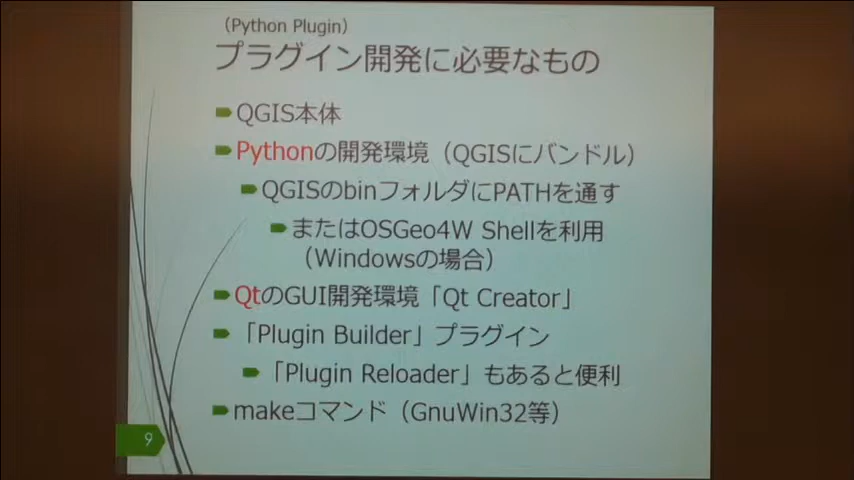 （Python Plugin）
プラグイン開発に必要なもの
QGIS本体
Pythonの開発環境（QGISにバンドル）
QGISのbinフォルダにPATHを通す
またはOSGeo4W Shellを利用
（Windowsの場合）
QtのGUI開発環境「Qt Creator」
「Plugin Builder」プラグイン
「Plugin Reloader」もあると便利
makeコマンド（GnuWin32等）
9